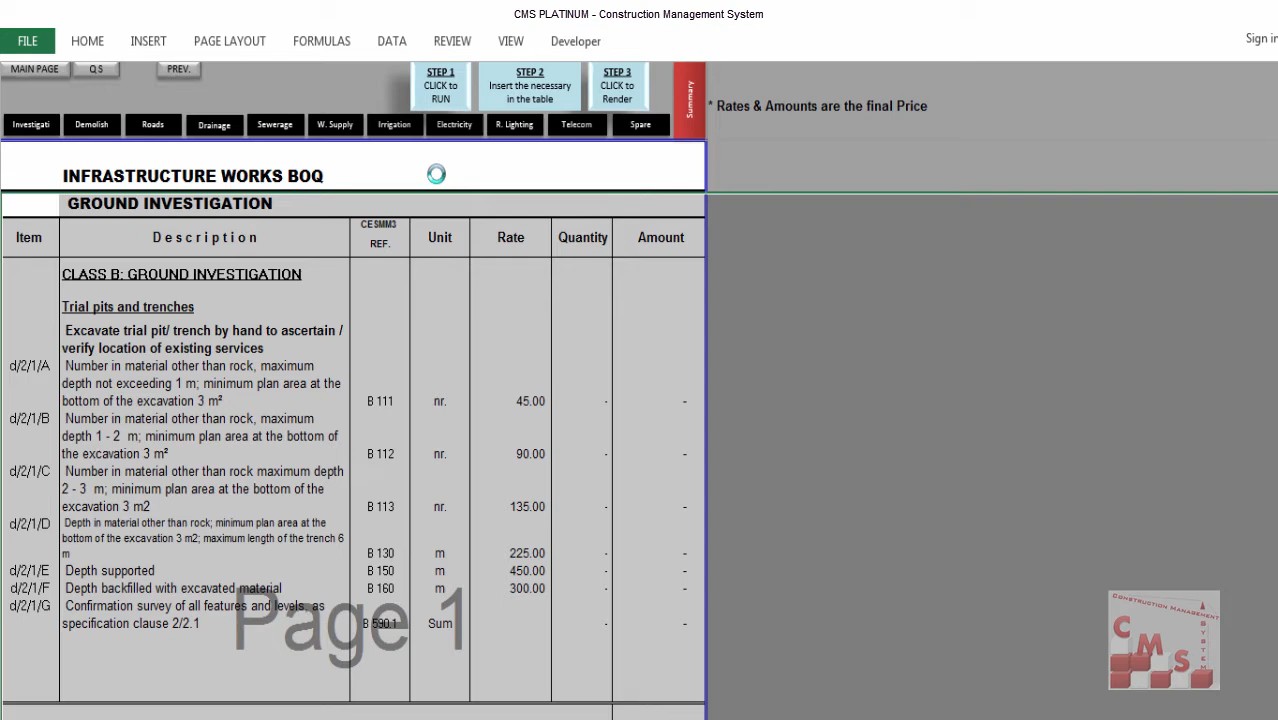 CMS PLATINUM - Construction Management System
FILE HOME INSERT PAGE LAYOUT FORMULAS DATA REVIEW VIEW Developer Sign in
MAIN PAGE Q S PREV.
STEP 1
CLICK to
RUN
STEP 2
Insert the necessary
in the table
STEP 3
CLICK to
Render
Summary
* Rates & Amounts are the final Price
Investigati Demolish Roads Drainage Sewerage W. Supply Irrigation Electricity R. Lighting Telecom Spare
INFRASTRUCTURE WORKS BOQ
GROUND INVESTIGATION
Item Description CESMM3 REF. Unit Rate Quantity Amount
CLASS B: GROUND INVESTIGATION
Trial pits and trenches
Excavate trial pit/ trench by hand to ascertain /
verify location of existing services
d/2/1/A Number in material other than rock, maximum
depth not exceeding 1 m; minimum plan area at the
bottom of the excavation 3 m² B 111 nr. 45.00 - -
d/2/1/B Number in material other than rock, maximum
depth 1 - 2 m; minimum plan area at the bottom of
the excavation 3 m² B 112 nr. 90.00 - -
d/2/1/C Number in material other than rock maximum depth
2 - 3 m; minimum plan area at the bottom of the
excavation 3 m2 B 113 nr. 135.00 - -
d/2/1/D Depth in material other than rock; minimum plan area at the
bottom of the excavation 3 m2; maximum length of the trench 6
m B 130 m 225.00 - -
d/2/1/E Depth supported B 150 m 450.00 - -
d/2/1/F Depth backfilled with excavated material B 160 m 300.00 - -
d/2/1/G Confirmation survey of all features and levels, as
specification clause 2/2.1 B 590.1 Sum - -
Page 1
CONSTRUCTION MANAGEMENT
SYSTEM
CMS